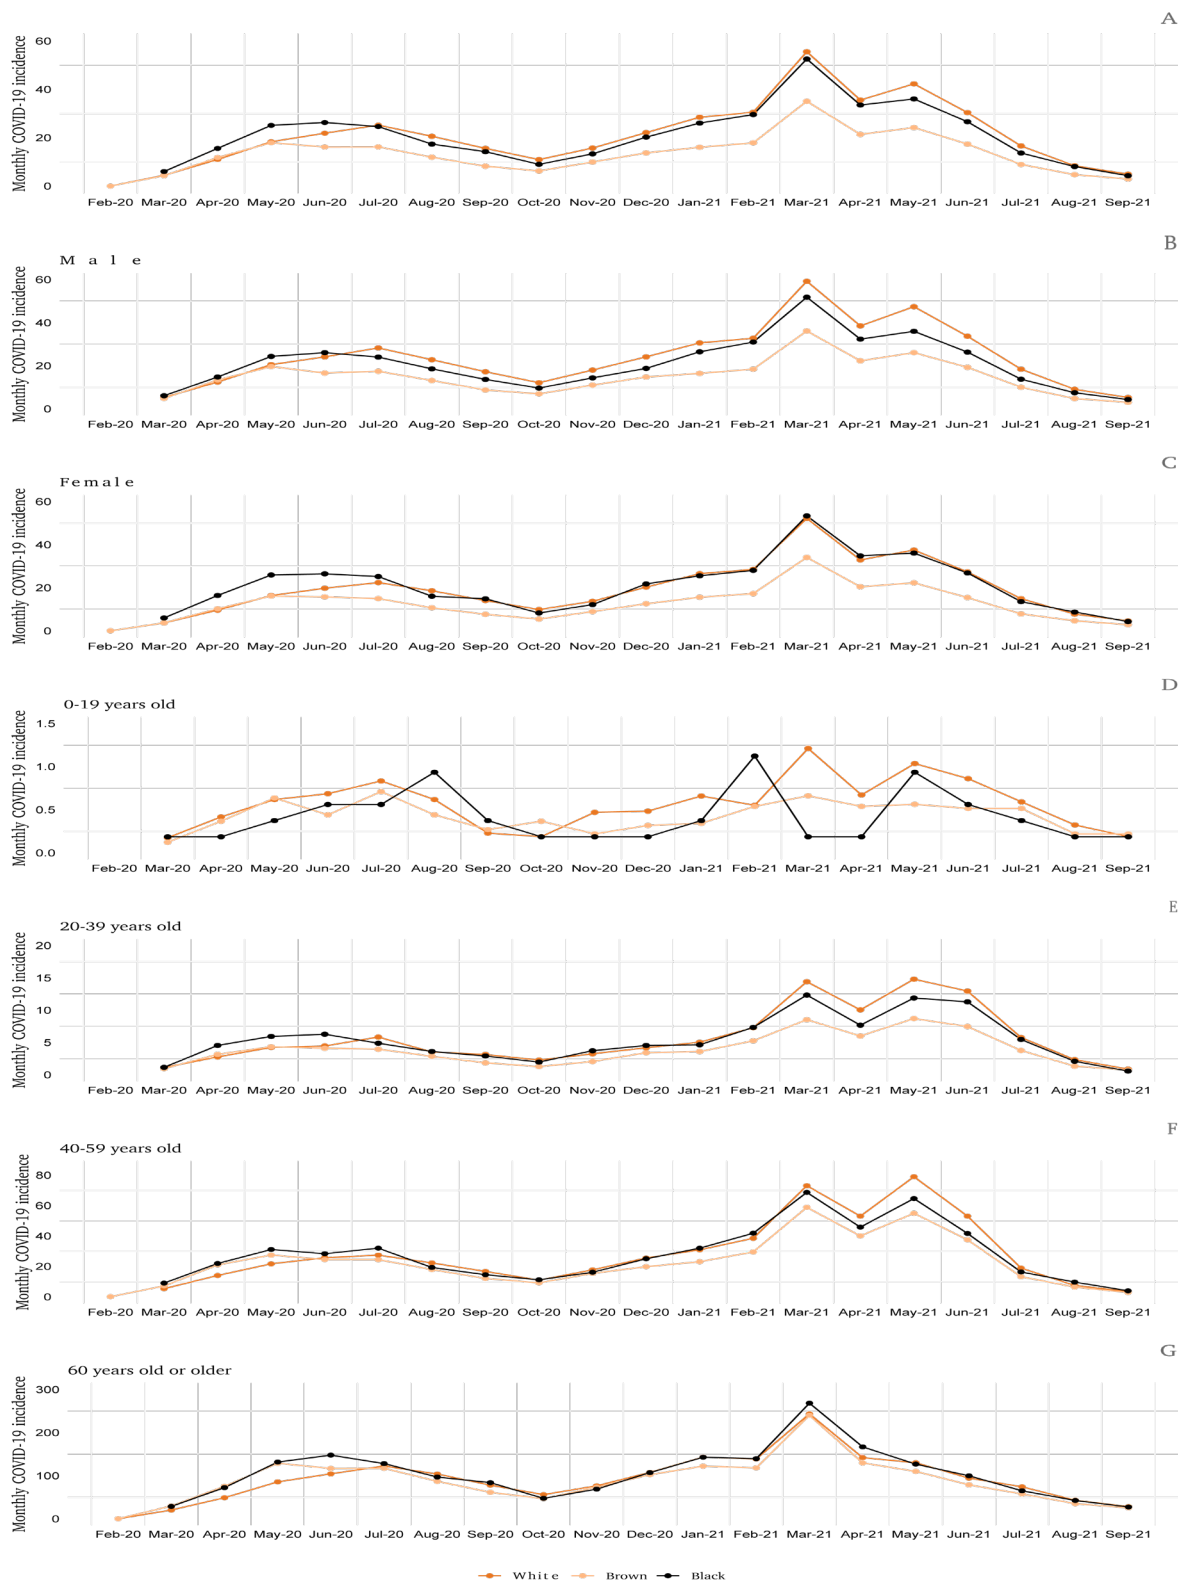 A
Monthly COVID-19 incidence
60
40
20
0
Feb-20 Mar-20 Apr-20 May-20 Jun-20 Jul-20 Aug-20 Sep-20 Oct-20 Nov-20 Dec-20 Jan-21 Feb-21 Mar-21 Apr-21 May-21 Jun-21 Jul-21 Aug-21 Sep-21
B
Male
Monthly COVID-19 incidence
60
40
20
0
Feb-20 Mar-20 Apr-20 May-20 Jun-20 Jul-20 Aug-20 Sep-20 Oct-20 Nov-20 Dec-20 Jan-21 Feb-21 Mar-21 Apr-21 May-21 Jun-21 Jul-21 Aug-21 Sep-21
C
Female
Monthly COVID-19 incidence
60
40
20
0
Feb-20 Mar-20 Apr-20 May-20 Jun-20 Jul-20 Aug-20 Sep-20 Oct-20 Nov-20 Dec-20 Jan-21 Feb-21 Mar-21 Apr-21 May-21 Jun-21 Jul-21 Aug-21 Sep-21
D
0-19 years old
Monthly COVID-19 incidence
1.5
1.0
0.5
0.0
Feb-20 Mar-20 Apr-20 May-20 Jun-20 Jul-20 Aug-20 Sep-20 Oct-20 Nov-20 Dec-20 Jan-21 Feb-21 Mar-21 Apr-21 May-21 Jun-21 Jul-21 Aug-21 Sep-21
E
20-39 years old
Monthly COVID-19 incidence
20
15
10
5
0
Feb-20 Mar-20 Apr-20 May-20 Jun-20 Jul-20 Aug-20 Sep-20 Oct-20 Nov-20 Dec-20 Jan-21 Feb-21 Mar-21 Apr-21 May-21 Jun-21 Jul-21 Aug-21 Sep-21
F
40-59 years old
Monthly COVID-19 incidence
80
60
40
20
0
Feb-20 Mar-20 Apr-20 May-20 Jun-20 Jul-20 Aug-20 Sep-20 Oct-20 Nov-20 Dec-20 Jan-21 Feb-21 Mar-21 Apr-21 May-21 Jun-21 Jul-21 Aug-21 Sep-21
G
60 years old or older
Monthly COVID-19 incidence
300
200
100
0
Feb-20 Mar-20 Apr-20 May-20 Jun-20 Jul-20 Aug-20 Sep-20 Oct-20 Nov-20 Dec-20 Jan-21 Feb-21 Mar-21 Apr-21 May-21 Jun-21 Jul-21 Aug-21 Sep-21
White Brown Black